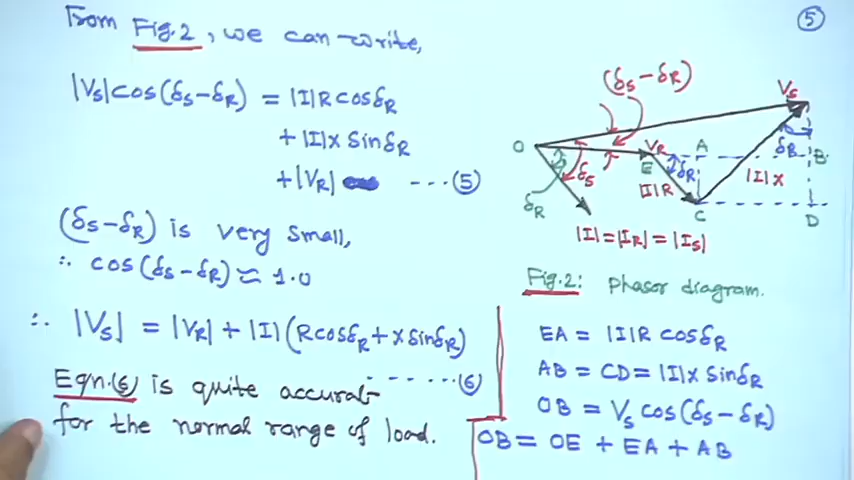 5
From Fig.2, we can write,
|Vs|cos(δs-δR) = |I|R cosδR
+ |I|x sinδR
+ |VR| ---(5)
(δs-δR) is very small,
∴ cos(δs-δR) ≈ 1.0
∴ |Vs| = |VR| + |I|(R cosδR + x sinδR)
------(6)
Eqn.(6) is quite accurat-
for the normal range of load.
(δs-δR)
Vs
O
VR
A
δR
B
E
δs
δR
|I|x
|I|R
δR
C
D
|I|=|IR|=|Is|
Fig.2: Phasor diagram.
EA = |I|R cosδR
AB = CD = |I|x sinδR
OB = Vs cos(δs-δR)
OB = OE + EA + AB